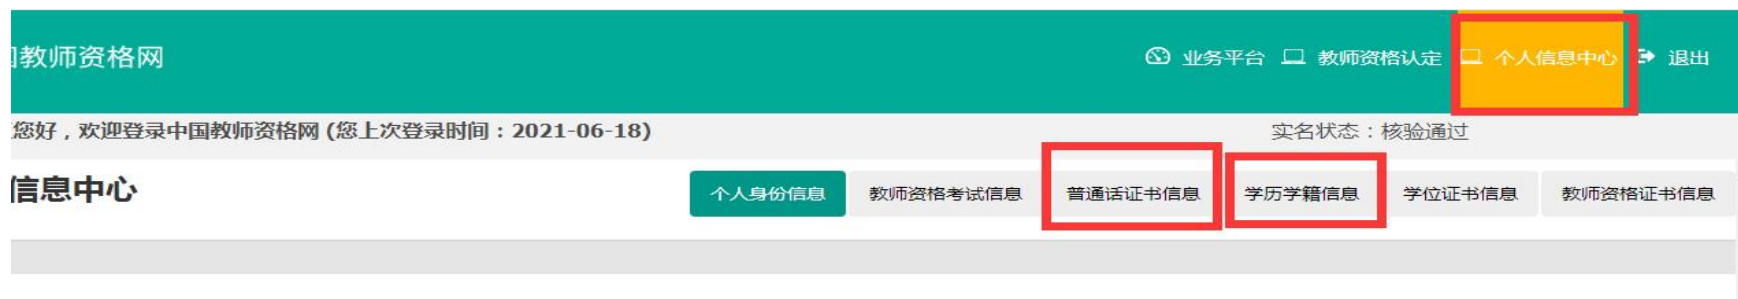 教师资格网 业务平台 教师资格认定 个人信息中心 退出
您好，欢迎登录中国教师资格网 (您上次登录时间：2021-06-18) 实名状态：核验通过
信息中心 个人身份信息 教师资格考试信息 普通话证书信息 学历学籍信息 学位证书信息 教师资格证书信息